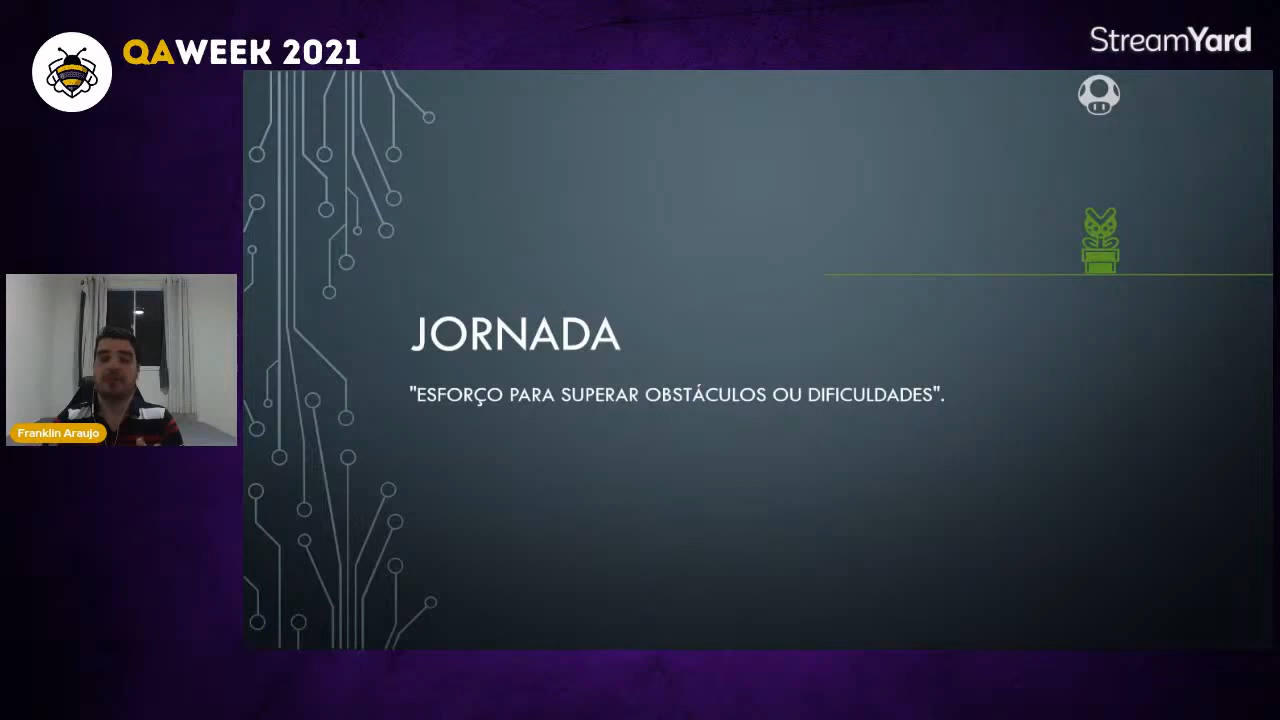 QAWEEK 2021
StreamYard
JORNADA
"ESFORÇO PARA SUPERAR OBSTÁCULOS OU DIFICULDADES".
Franklin Araujo